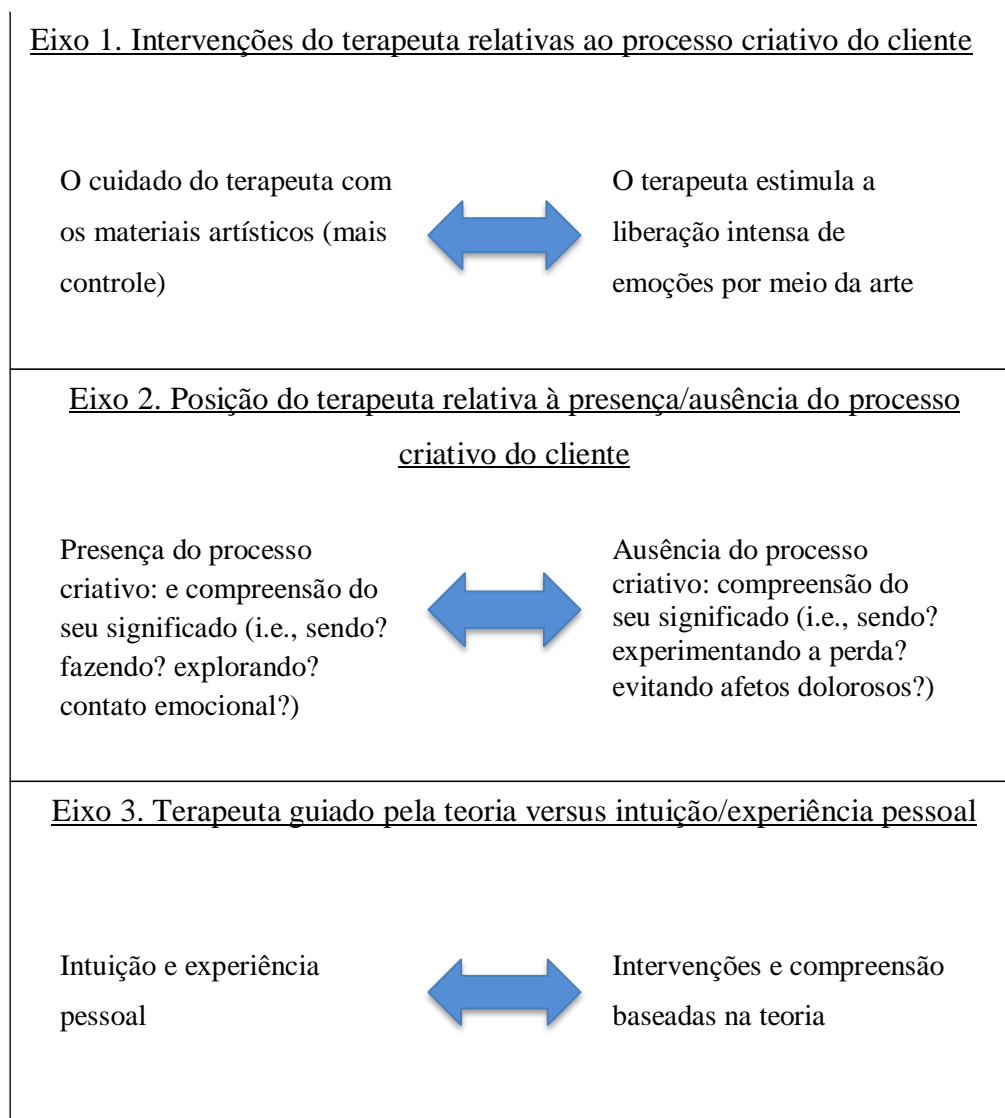 Eixo 1. Intervenções do terapeuta relativas ao processo criativo do cliente
O cuidado do terapeuta com
os materiais artísticos (mais
controle)
O terapeuta estimula a
liberação intensa de
emoções por meio da arte
Eixo 2. Posição do terapeuta relativa à presença/ausência do processo
criativo do cliente
Presença do processo
criativo: e compreensão do
seu significado (i.e., sendo?
fazendo? explorando?
contato emocional?)
Ausência do processo
criativo: compreensão do
seu significado (i.e., sendo?
experimentando a perda?
evitando afetos dolorosos?)
Eixo 3. Terapeuta guiado pela teoria versus intuição/experiência pessoal
Intuição e experiência
pessoal
Intervenções e compreensão
baseadas na teoria